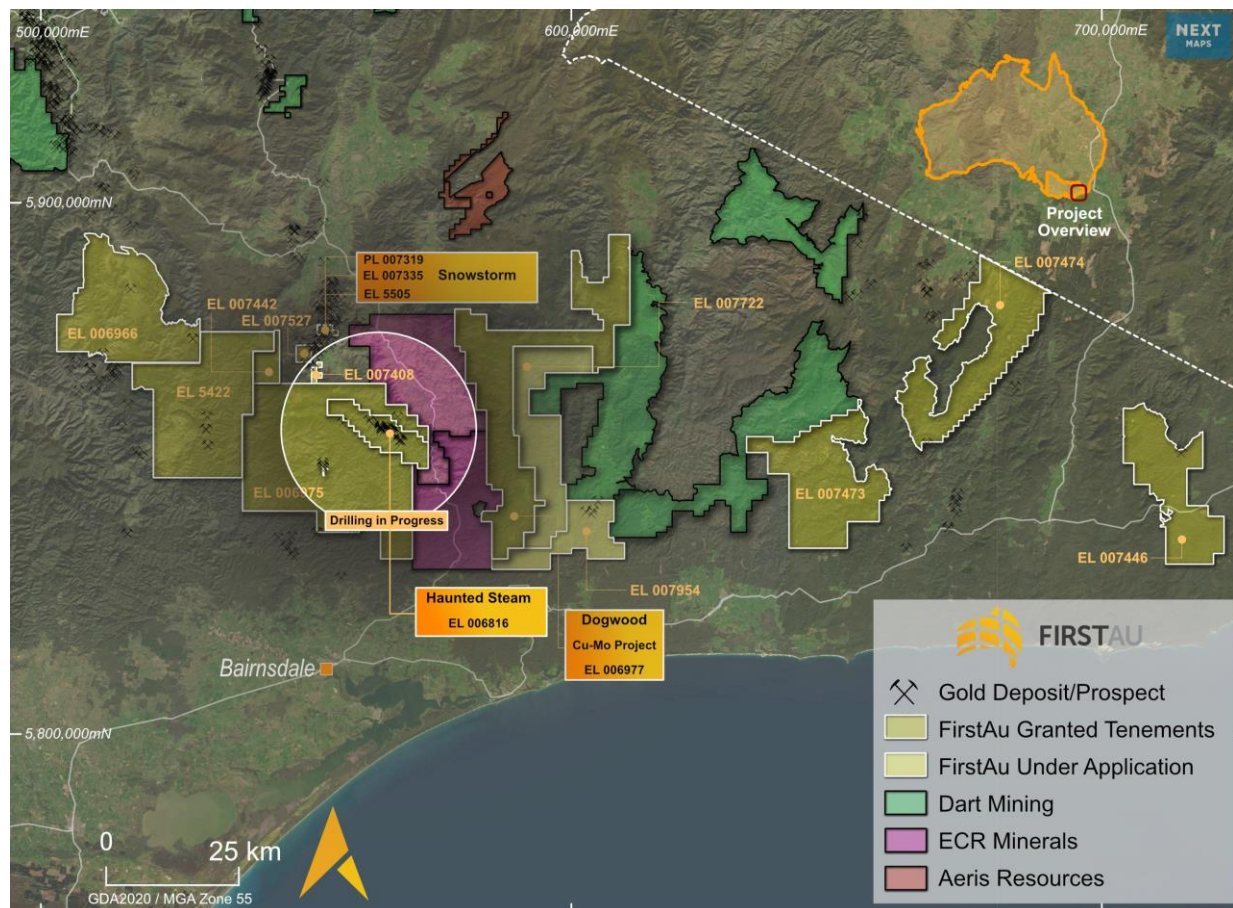 500,000mE
600,000mE
700,000mE
NEXT
MAPS
5,900,000mN
Project
Overview
PL 007319
EL 007335
Snowstorm
EL 5505
EL 007474
EL 007442
EL 007527
EL 007722
EL 006966
EL 007408
EL 5422
EL 006975
EL 007473
Drilling in Progress
EL 007446
Haunted Steam
EL 006816
EL 007954
Dogwood
Cu-Mo Project
EL 006977
Bairnsdale
5,800,000mN
0
25 km
GDA2020 / MGA Zone 55
FIRSTAU
Gold Deposit/Prospect
FirstAu Granted Tenements
FirstAu Under Application
Dart Mining
ECR Minerals
Aeris Resources